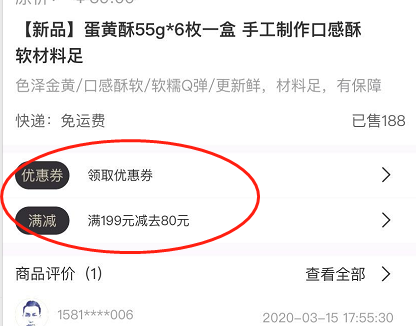 【新品】蛋黄酥55g*6枚一盒 手工制作口感酥
软材料足
色泽金黄/口感酥软/软糯Q弹/更新鲜，材料足，有保障
快递：免运费 已售188
优惠券 领取优惠券
满减 满199元减去80元
商品评价（1） 查看全部
1581****006 2020-03-15 17:55:30